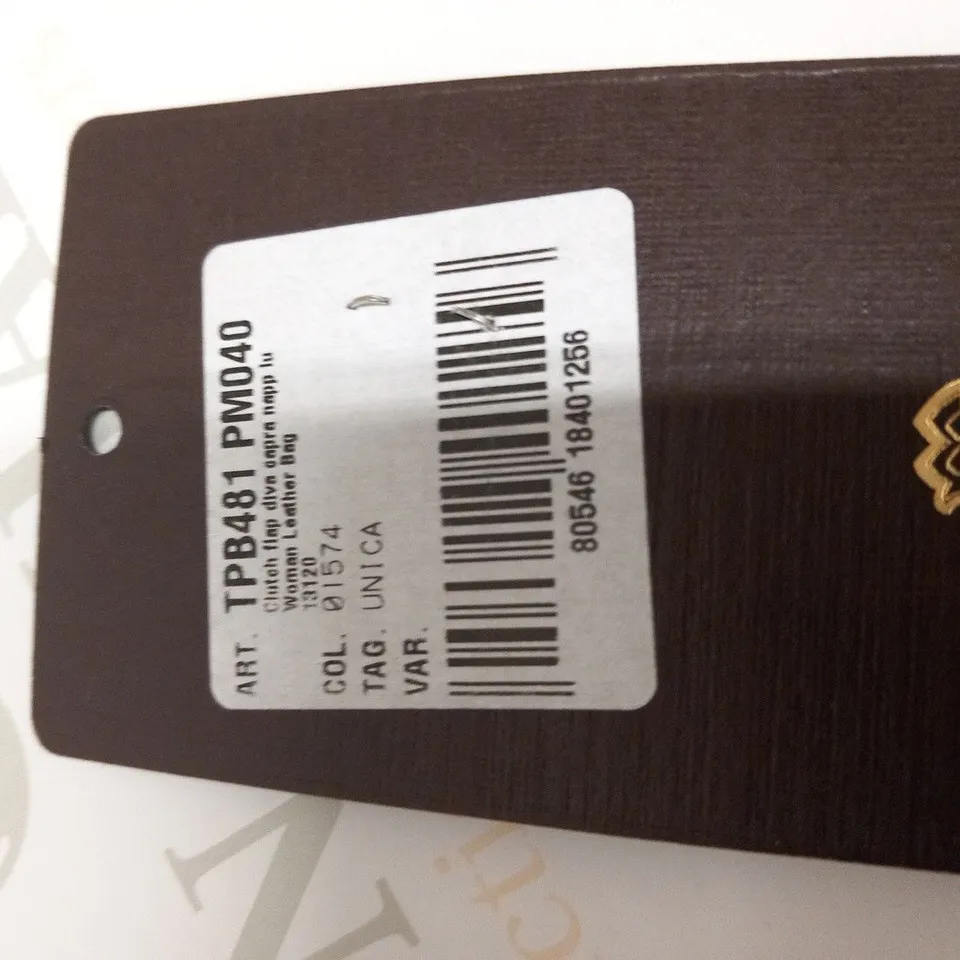 ART. TPB481 PM040
Clutch flap diva capra napp lu
Woman Leather Bag
13120
COL. 01574
TAG. UNICA
VAR.
80546 18401256